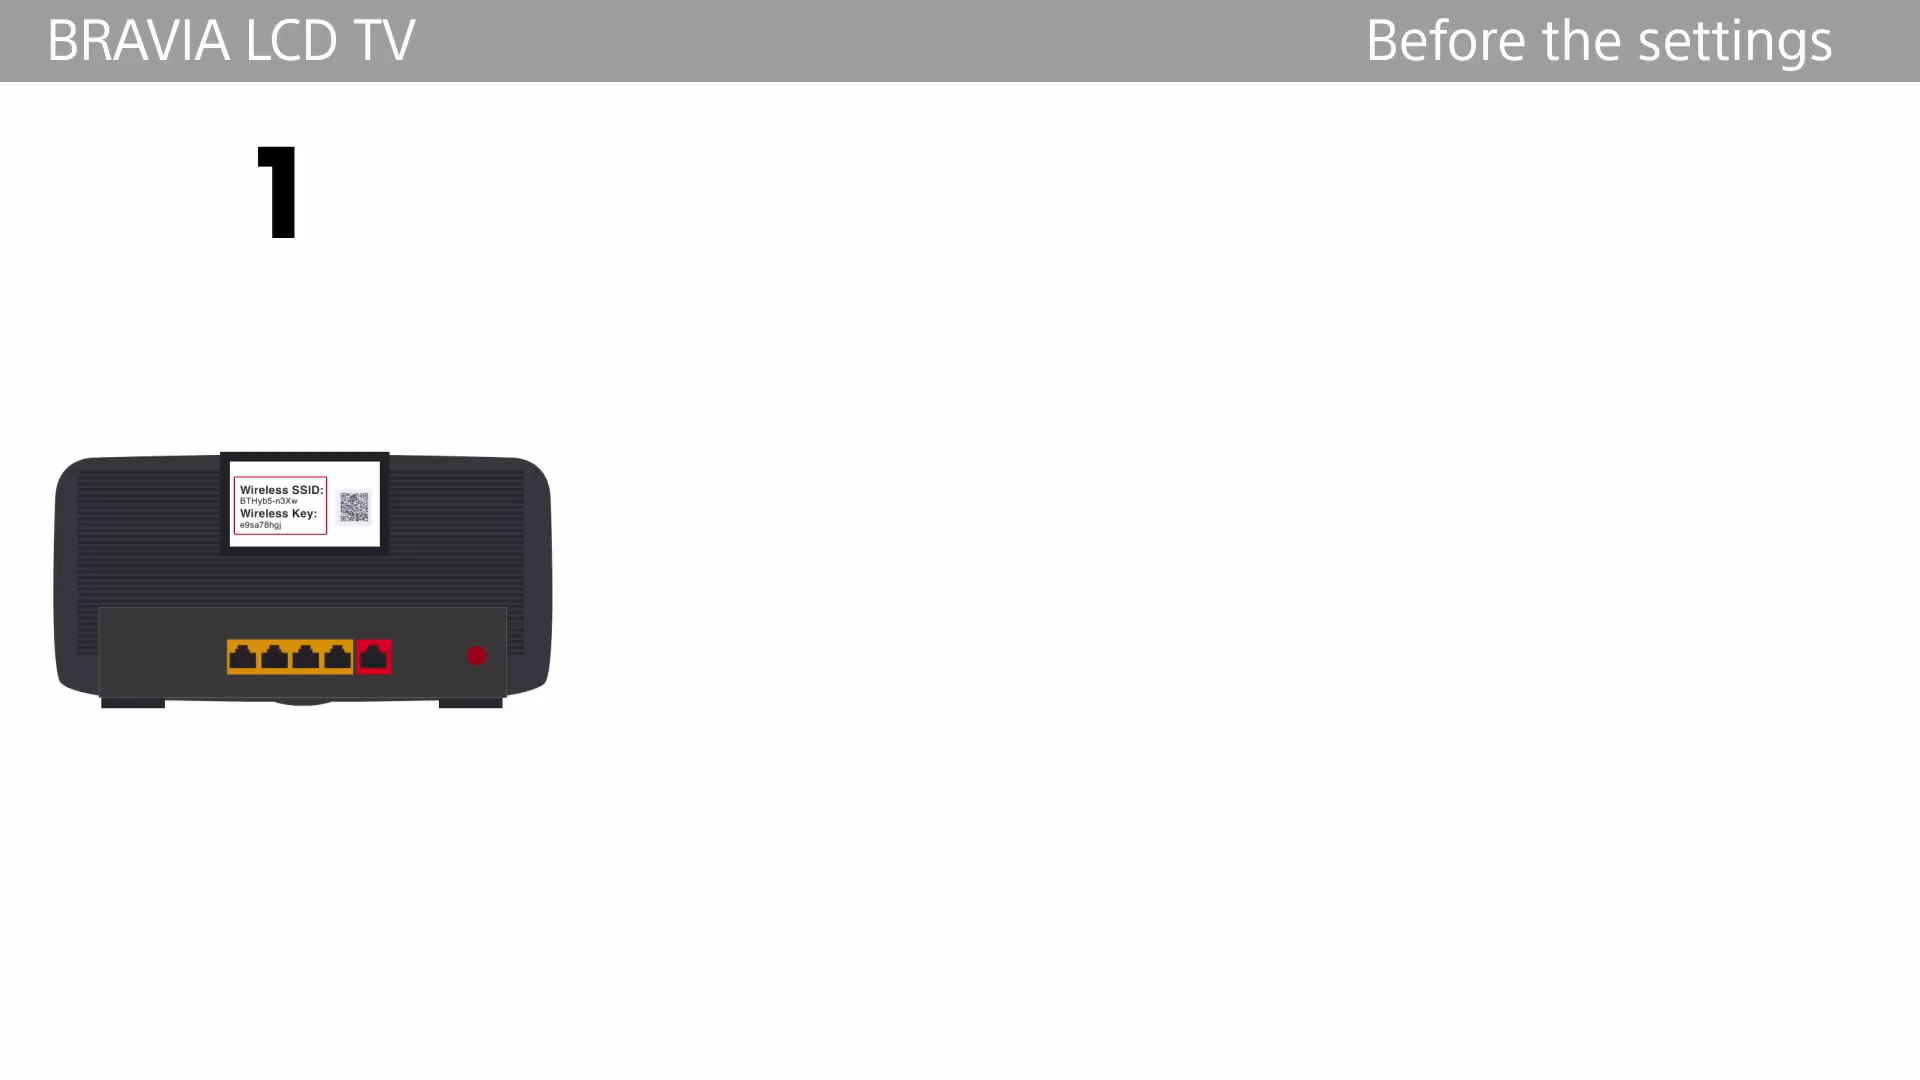 BRAVIA LCD TV
Before the settings
1
Wireless SSID:
BTHyb5-n3Xw
Wireless Key:
e9sa78hgj